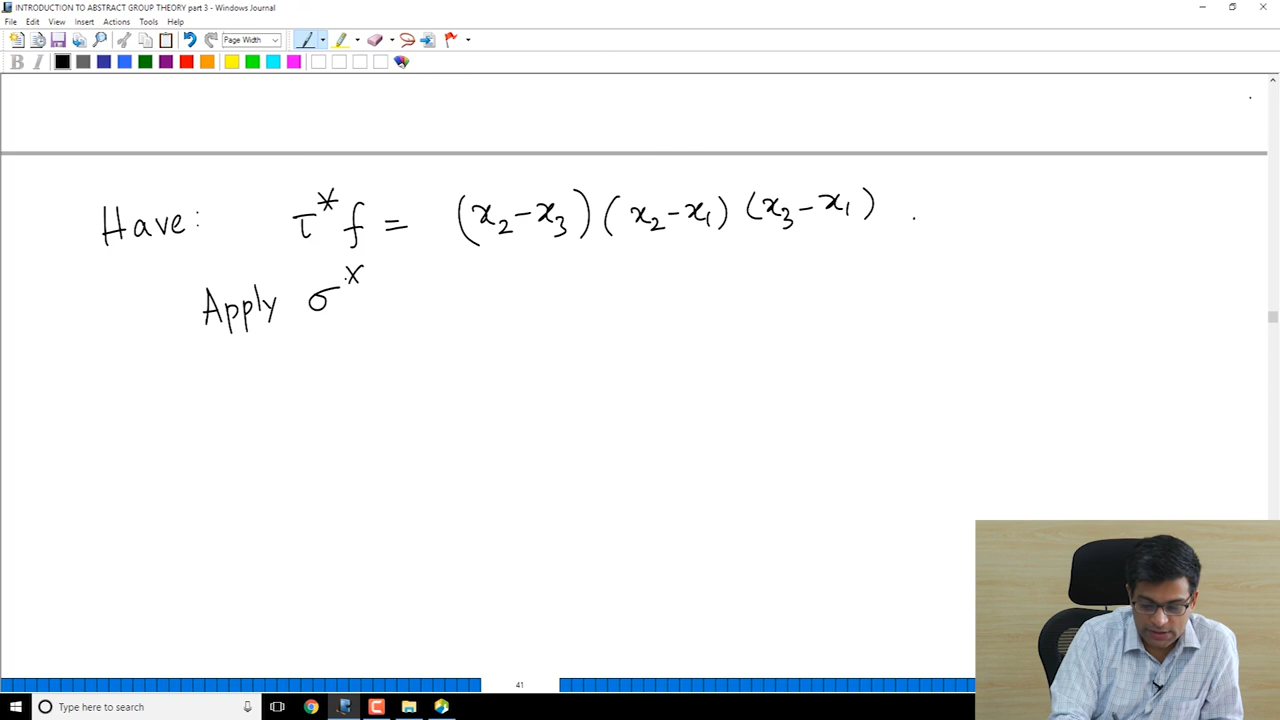 INTRODUCTION TO ABSTRACT GROUP THEORY part 3 - Windows Journal
File Edit View Insert Actions Tools Help
Page Width
B I
Have: τ* f = (x₂ - x₃) (x₂ - x₁) (x₃ - x₁) .
Apply σ*
41
Type here to search